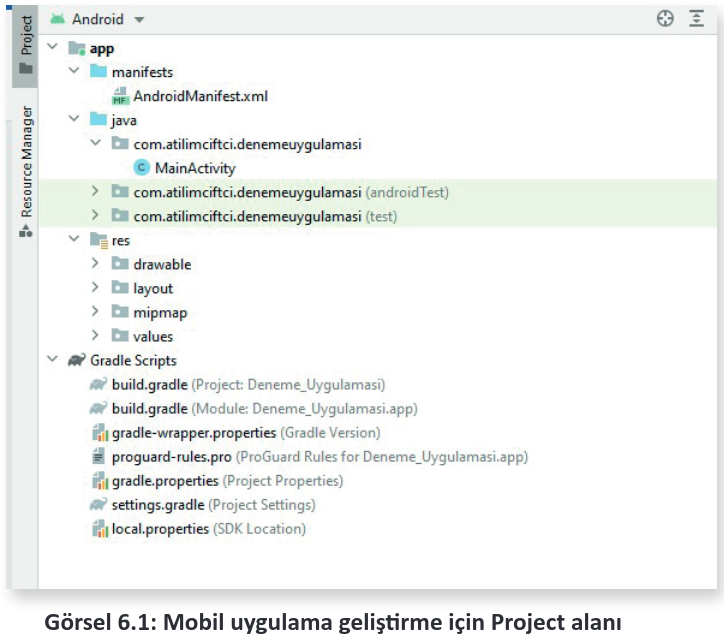 Project
Resource Manager
Android
app
manifests
MF AndroidManifest.xml
java
com.atilimciftci.denemeuygulamasi
C MainActivity
com.atilimciftci.denemeuygulamasi (androidTest)
com.atilimciftci.denemeuygulamasi (test)
res
drawable
layout
mipmap
values
Gradle Scripts
build.gradle (Project: Deneme_Uygulamasi)
build.gradle (Module: Deneme_Uygulamasi.app)
gradle-wrapper.properties (Gradle Version)
proguard-rules.pro (ProGuard Rules for Deneme_Uygulamasi.app)
gradle.properties (Project Properties)
settings.gradle (Project Settings)
local.properties (SDK Location)
Görsel 6.1: Mobil uygulama geliştirme için Project alanı